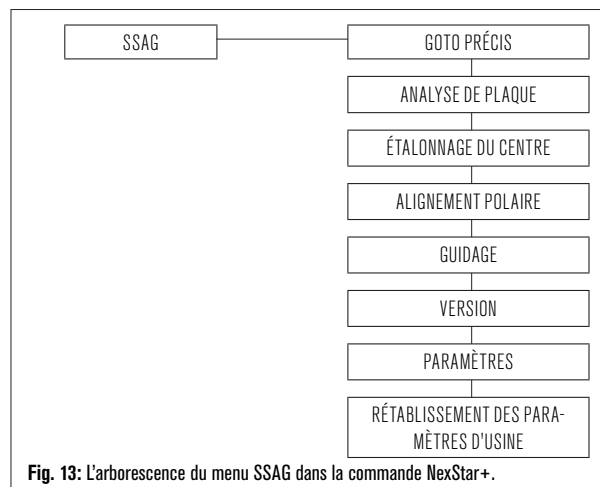 SSAG
GOTO PRÉCIS
ANALYSE DE PLAQUE
ÉTALONNAGE DU CENTRE
ALIGNEMENT POLAIRE
GUIDAGE
VERSION
PARAMÈTRES
RÉTABLISSEMENT DES PARA-
MÈTRES D'USINE
Fig. 13: L'arborescence du menu SSAG dans la commande NexStar+.